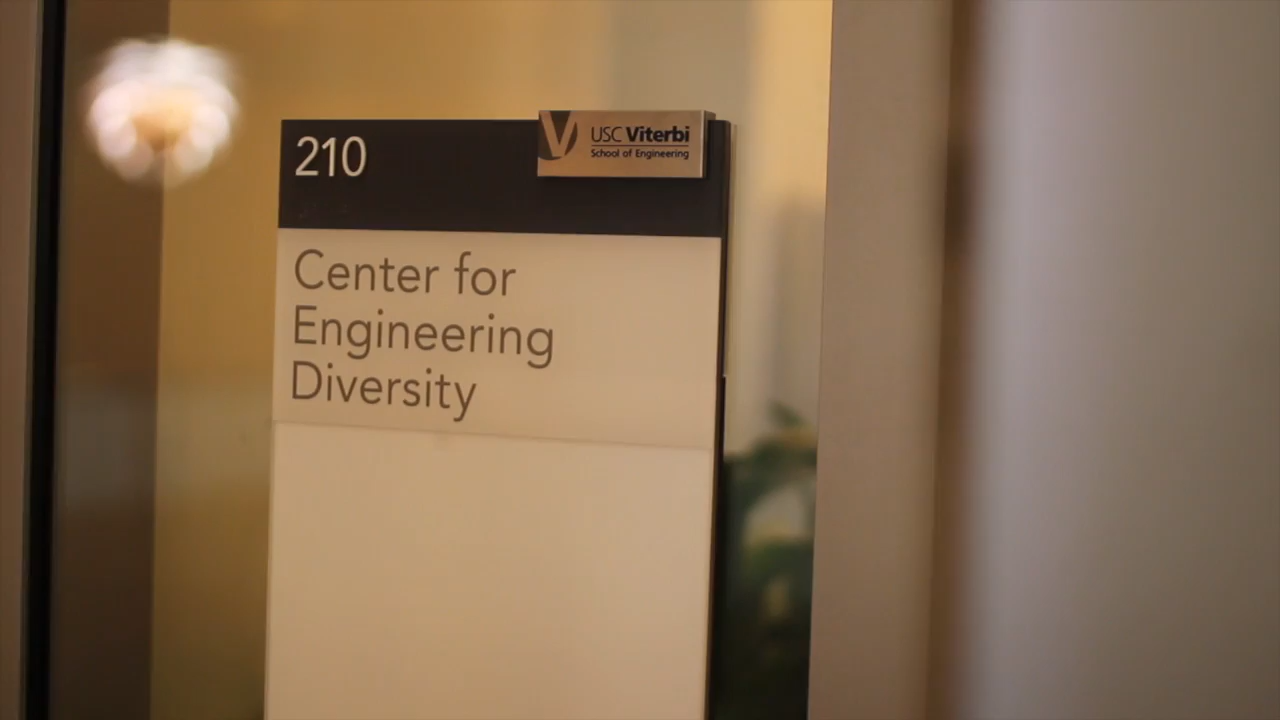 210
USC Viterbi
School of Engineering
Center for
Engineering
Diversity